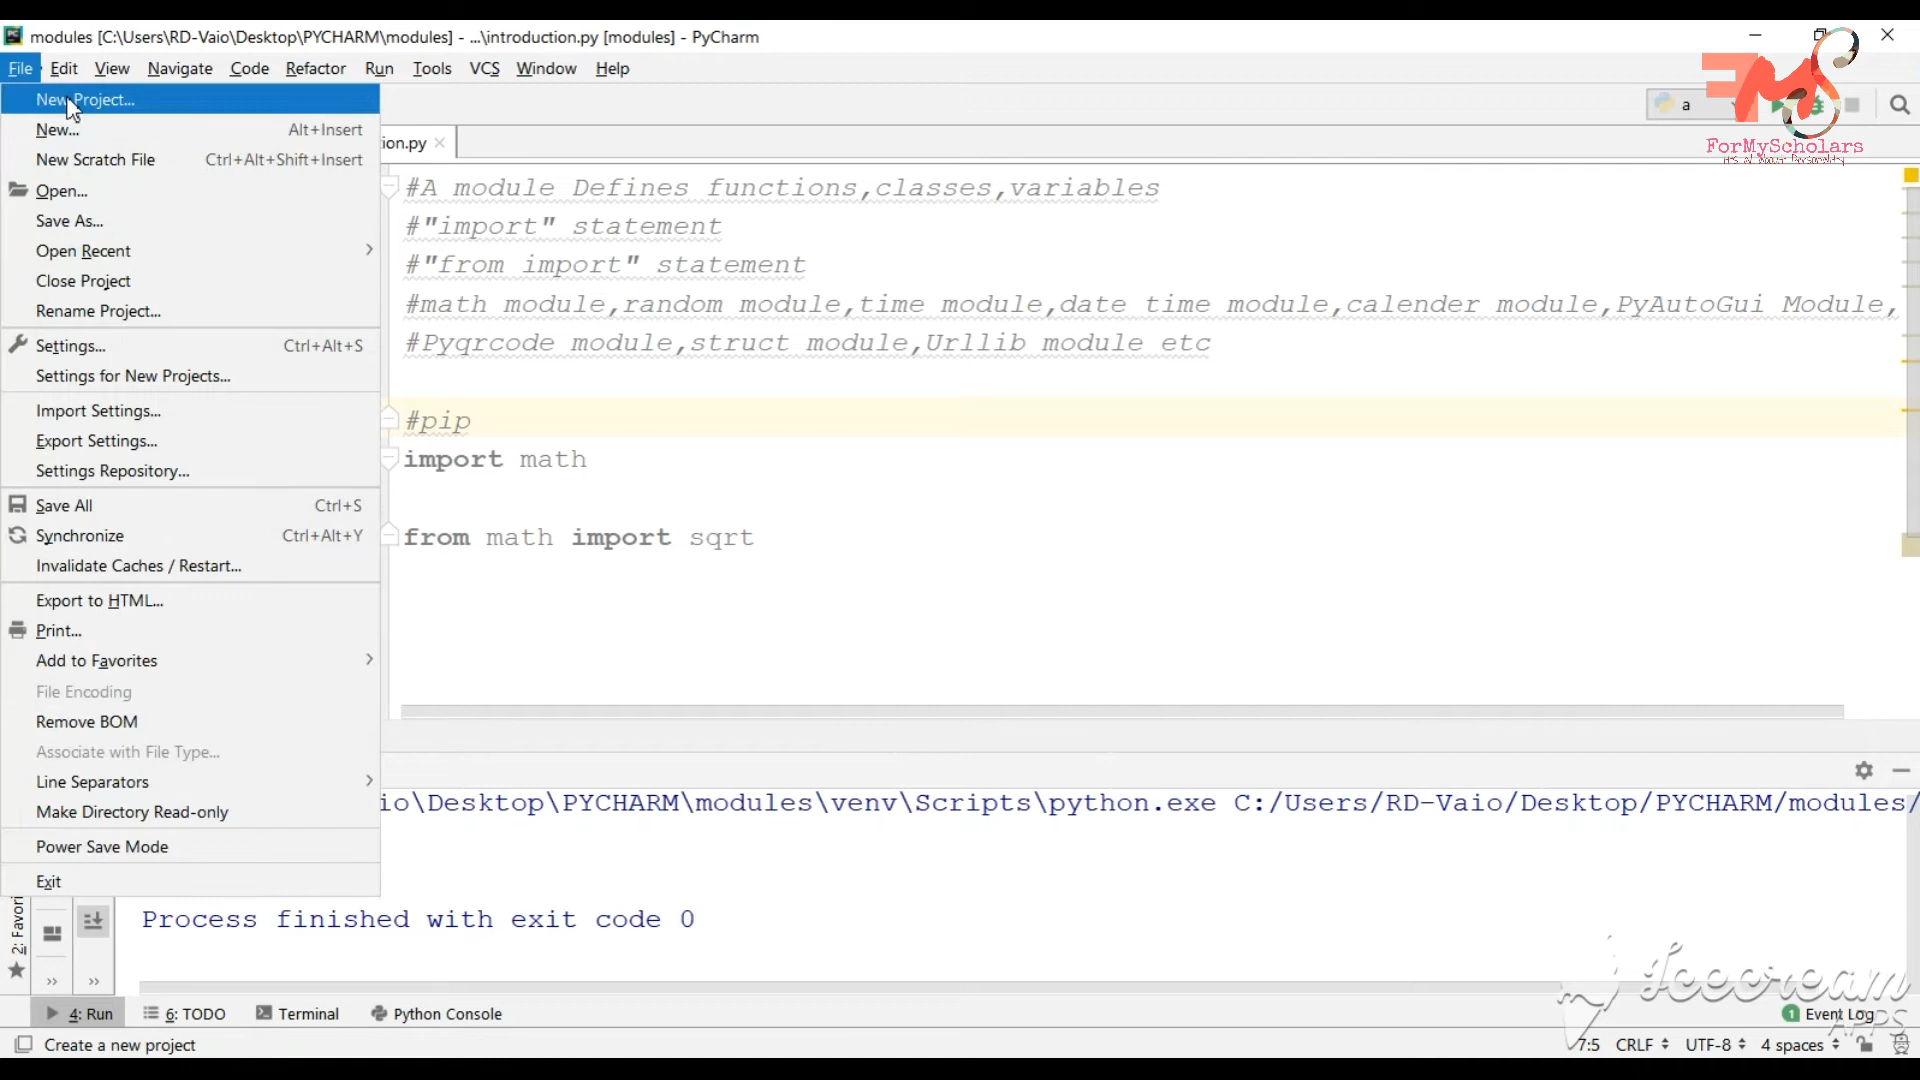 modules [C:\Users\RD-Vaio\Desktop\PYCHARM\modules] - ...\introduction.py [modules] - PyCharm
File Edit View Navigate Code Refactor Run Tools VCS Window Help
New Project...
New... Alt+Insert
New Scratch File Ctrl+Alt+Shift+Insert
Open...
Save As...
Open Recent
Close Project
Rename Project...
Settings... Ctrl+Alt+S
Settings for New Projects...
Import Settings...
Export Settings...
Settings Repository...
Save All Ctrl+S
Synchronize Ctrl+Alt+Y
Invalidate Caches / Restart...
Export to HTML...
Print...
Add to Favorites
File Encoding
Remove BOM
Associate with File Type...
Line Separators
Make Directory Read-only
Power Save Mode
Exit
a
FMS
ForMyScholars
ion.py
#A module Defines functions,classes,variables
#"import" statement
#"from import" statement
#math module,random module,time module,date time module,calender module,PyAutoGui Module,
#Pyqrcode module,struct module,Urllib module etc
#pip
import math
from math import sqrt
io\Desktop\PYCHARM\modules\venv\Scripts\python.exe C:/Users/RD-Vaio/Desktop/PYCHARM/modules/
Process finished with exit code 0
2: Favori
4: Run 6: TODO Terminal Python Console 1 Event Log
Icecream
APPS
Create a new project 7:5 CRLF UTF-8 4 spaces